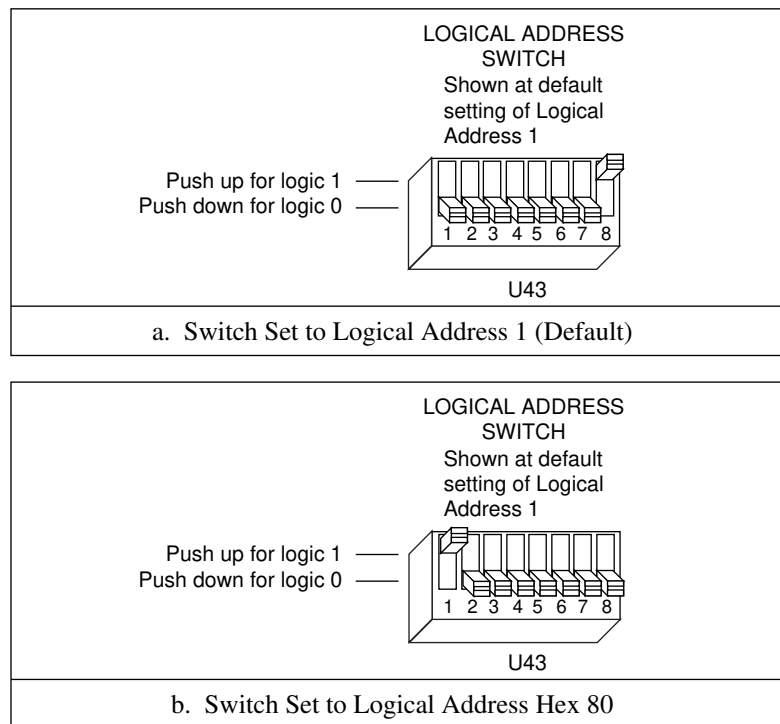 LOGICAL ADDRESS
SWITCH
Shown at default
setting of Logical
Address 1
Push up for logic 1
Push down for logic 0
1 2 3 4 5 6 7 8
U43
a. Switch Set to Logical Address 1 (Default)
LOGICAL ADDRESS
SWITCH
Shown at default
setting of Logical
Address 1
Push up for logic 1
Push down for logic 0
1 2 3 4 5 6 7 8
U43
b. Switch Set to Logical Address Hex 80